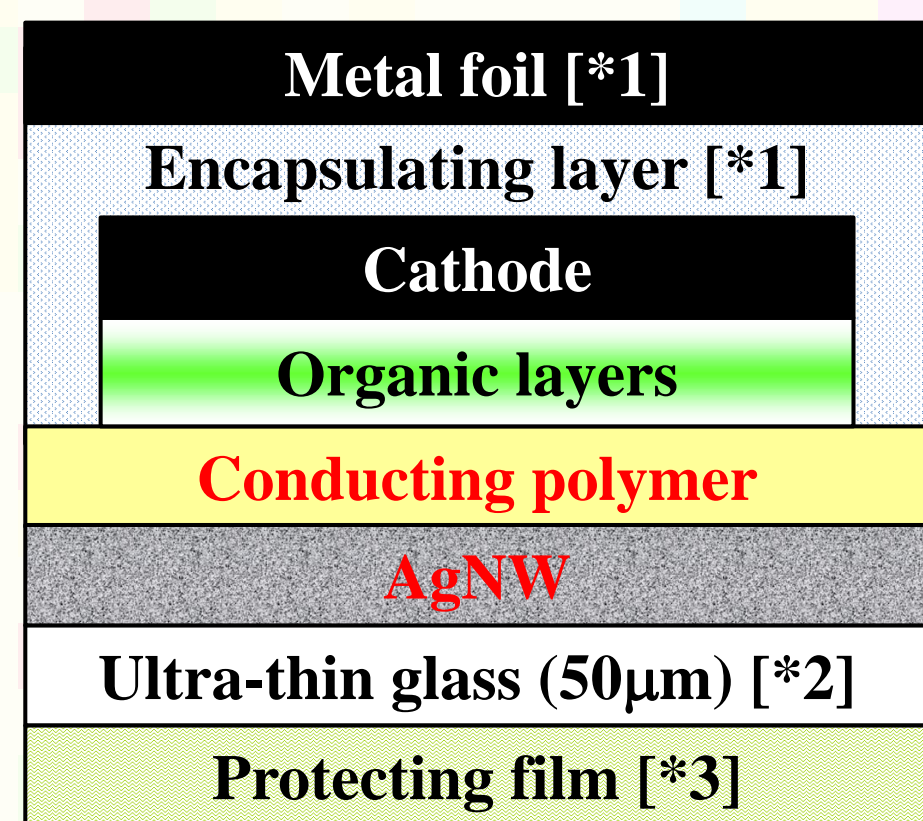 Metal foil [*1]
Encapsulating layer [*1]
Cathode
Organic layers
Conducting polymer
AgNW
Ultra-thin glass (50μm) [*2]
Protecting film [*3]